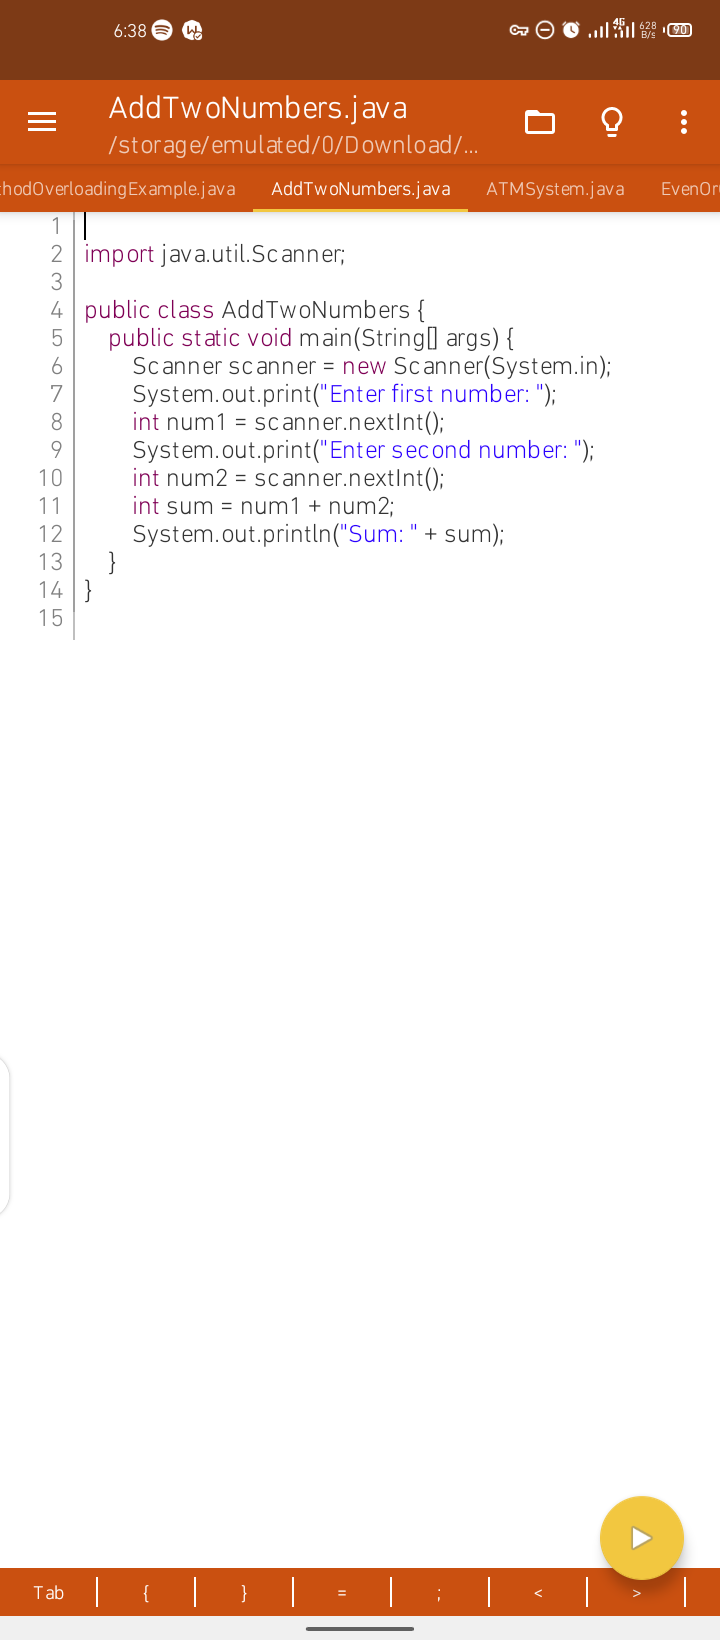 6:38
4G
628 B/s
90
AddTwoNumbers.java
/storage/emulated/0/Download/...
thodOverloadingExample.java AddTwoNumbers.java ATMSystem.java EvenOr
1
2 import java.util.Scanner;
3
4 public class AddTwoNumbers {
5 public static void main(String[] args) {
6 Scanner scanner = new Scanner(System.in);
7 System.out.print("Enter first number: ");
8 int num1 = scanner.nextInt();
9 System.out.print("Enter second number: ");
10 int num2 = scanner.nextInt();
11 int sum = num1 + num2;
12 System.out.println("Sum: " + sum);
13 }
14 }
15
Tab { } = ; < >